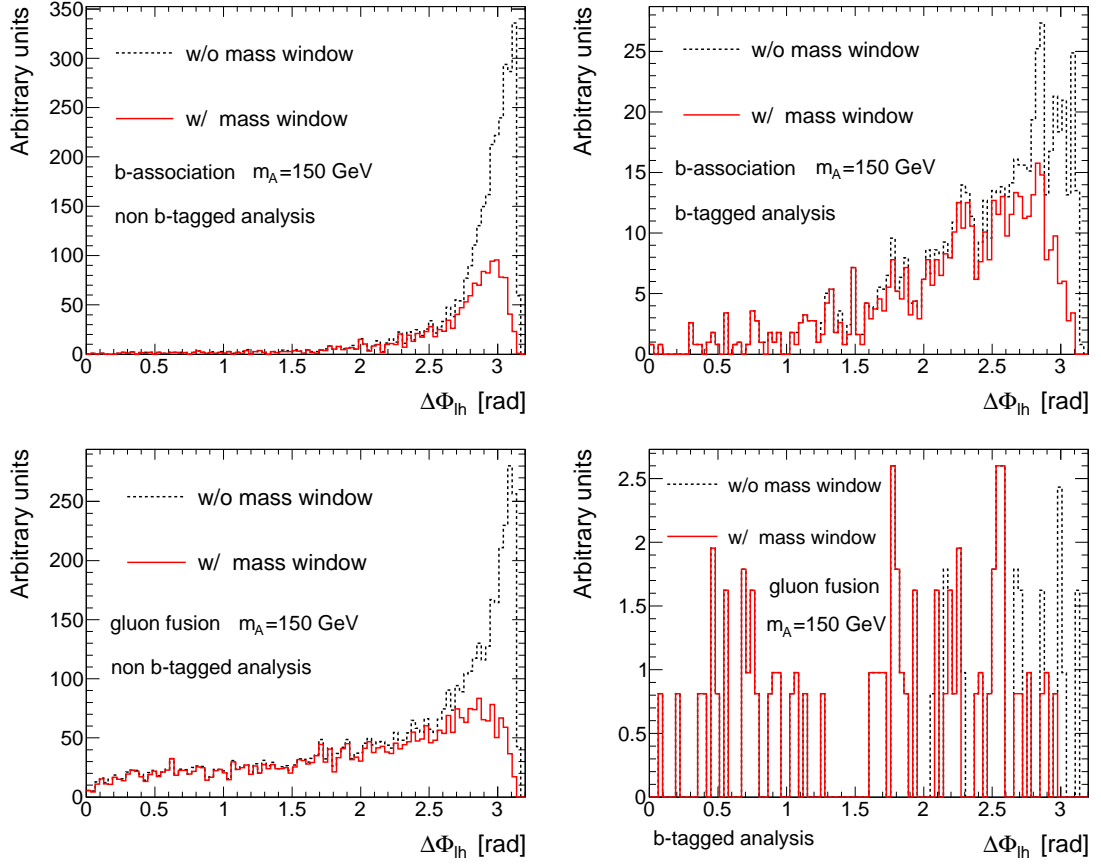 Arbitrary units
350
300
250
200
150
100
50
0
w/o mass window
w/ mass window
b-association m_A=150 GeV
non b-tagged analysis
0 0.5 1 1.5 2 2.5 3
ΔΦ_lh [rad]
Arbitrary units
25
20
15
10
5
0
w/o mass window
w/ mass window
b-association m_A=150 GeV
b-tagged analysis
0 0.5 1 1.5 2 2.5 3
ΔΦ_lh [rad]
Arbitrary units
250
200
150
100
50
0
w/o mass window
w/ mass window
gluon fusion m_A=150 GeV
non b-tagged analysis
0 0.5 1 1.5 2 2.5 3
ΔΦ_lh [rad]
Arbitrary units
2.5
2
1.5
1
0.5
0
w/o mass window
w/ mass window
gluon fusion
m_A=150 GeV
0 0.5 1 1.5 2 2.5 3
b-tagged analysis
ΔΦ_lh [rad]